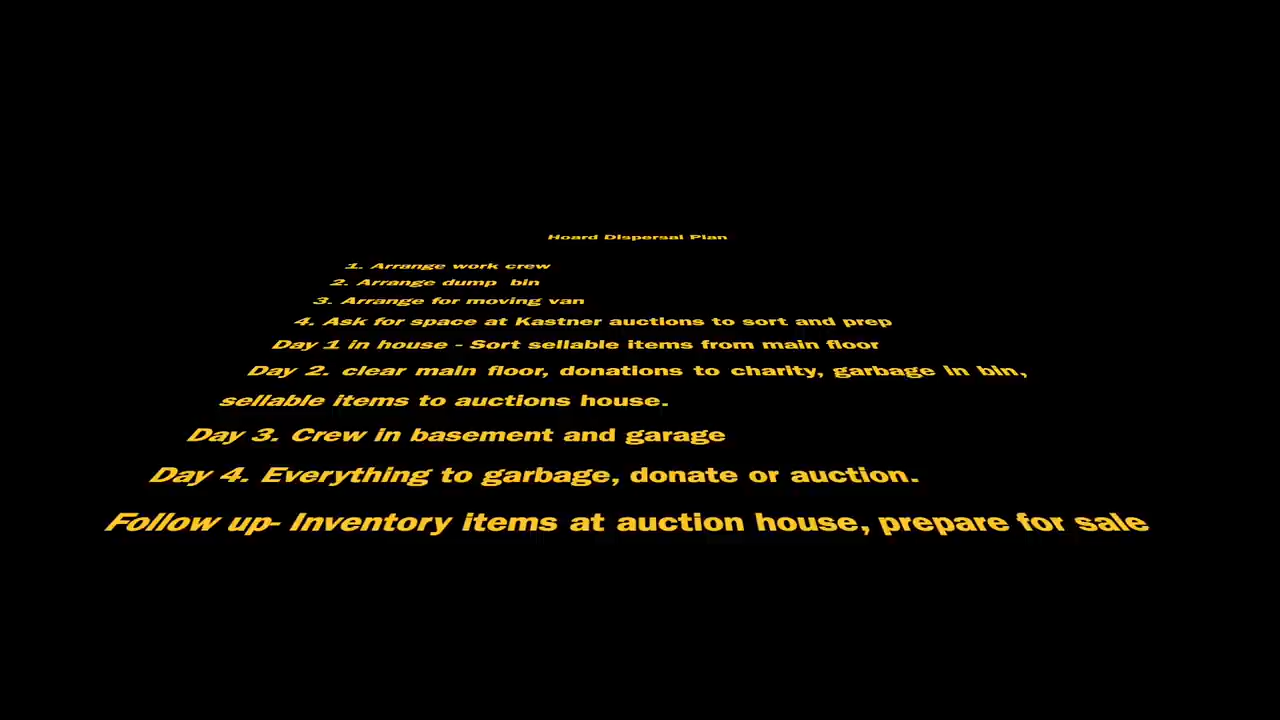 Hoard Dispersal Plan
1. Arrange work crew
2. Arrange dump  bin
3. Arrange for moving van
4. Ask for space at Kastner auctions to sort and prep
Day 1 in house - Sort sellable items from main floor
Day 2. clear main floor, donations to charity, garbage in bin,
sellable items to auctions house.
Day 3. Crew in basement and garage
Day 4. Everything to garbage, donate or auction.
Follow up- Inventory items at auction house, prepare for sale